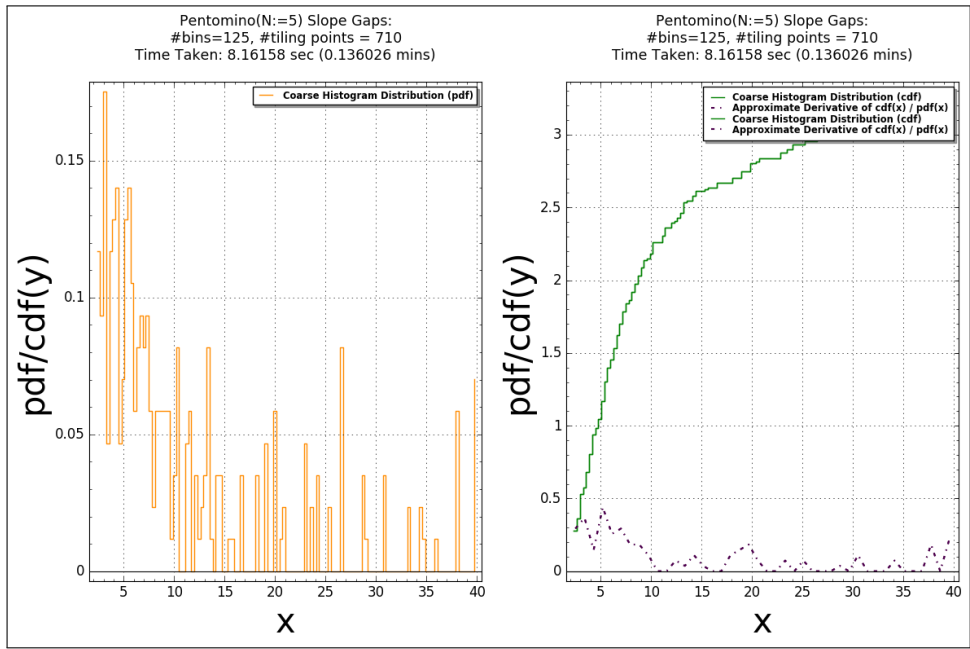 Pentomino(N:=5) Slope Gaps:
#bins=125, #tiling points = 710
Time Taken: 8.16158 sec (0.136026 mins)
Coarse Histogram Distribution (pdf)
pdf/cdf(y)
0.15
0.1
0.05
0
5 10 15 20 25 30 35 40
x
Pentomino(N:=5) Slope Gaps:
#bins=125, #tiling points = 710
Time Taken: 8.16158 sec (0.136026 mins)
Coarse Histogram Distribution (cdf)
Approximate Derivative of cdf(x) / pdf(x)
Coarse Histogram Distribution (cdf)
Approximate Derivative of cdf(x) / pdf(x)
pdf/cdf(y)
3
2.5
2
1.5
1
0.5
0
5 10 15 20 25 30 35 40
x